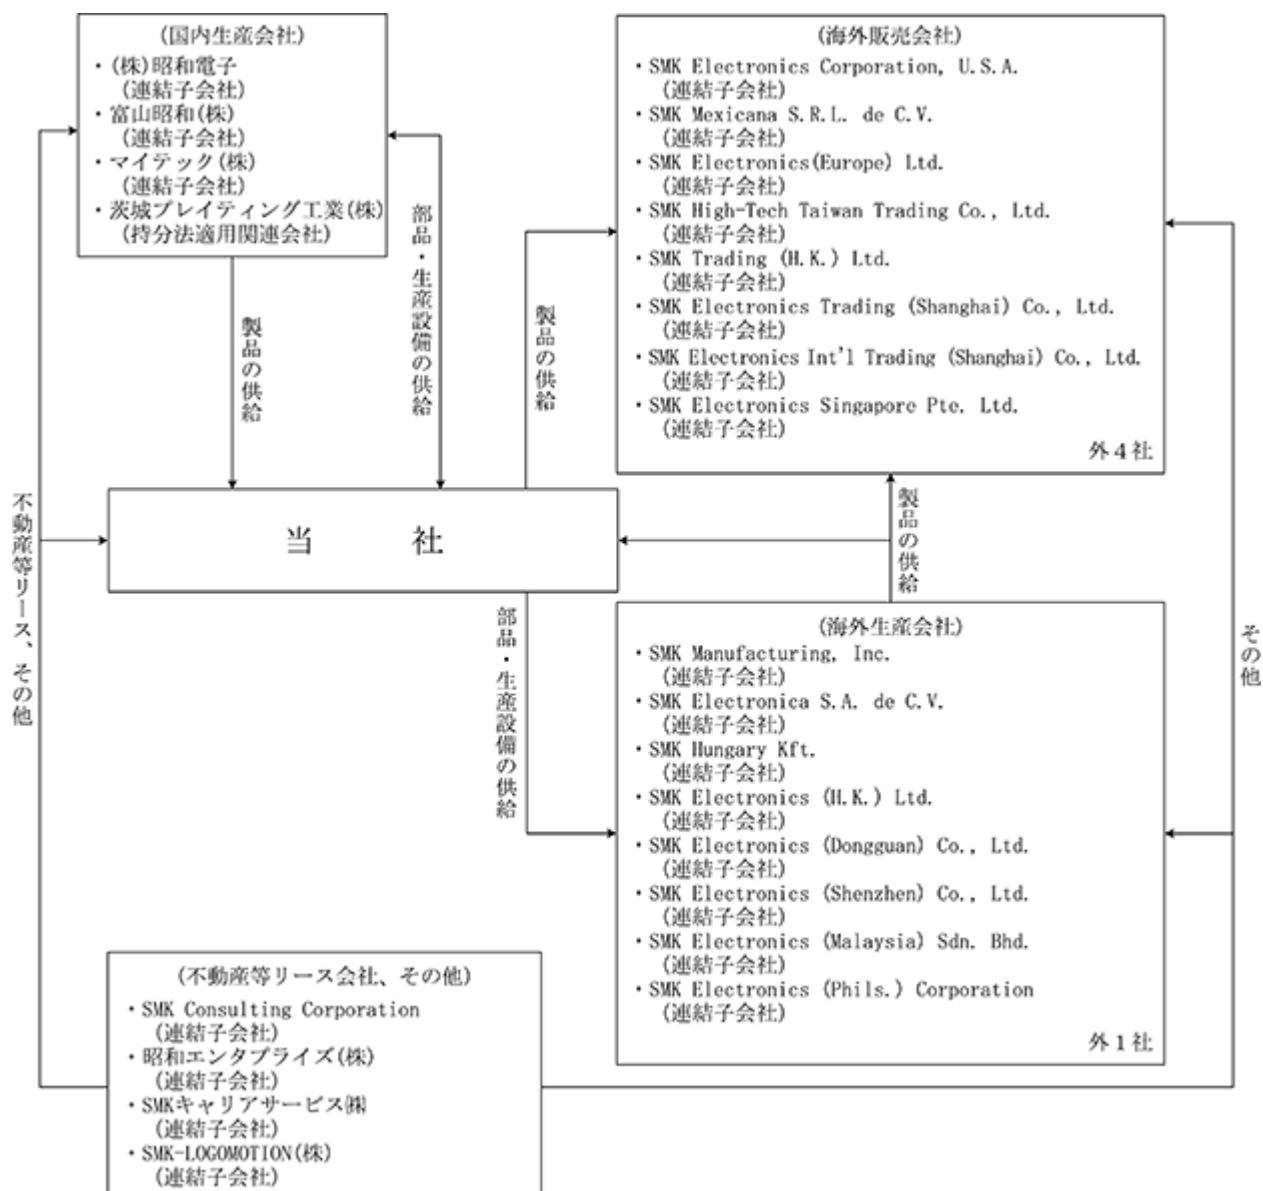 (国内生産会社)
・(株)昭和電子
(連結子会社)
・富山昭和(株)
(連結子会社)
・マイテック(株)
(連結子会社)
・茨城プレイティング工業(株)
(持分法適用関連会社)
(海外販売会社)
・SMK Electronics Corporation, U.S.A.
(連結子会社)
・SMK Mexicana S.R.L. de C.V.
(連結子会社)
・SMK Electronics(Europe) Ltd.
(連結子会社)
・SMK High-Tech Taiwan Trading Co., Ltd.
(連結子会社)
・SMK Trading (H.K.) Ltd.
(連結子会社)
・SMK Electronics Trading (Shanghai) Co., Ltd.
(連結子会社)
・SMK Electronics Int'l Trading (Shanghai) Co., Ltd.
(連結子会社)
・SMK Electronics Singapore Pte. Ltd.
(連結子会社)
外4社
製品の供給
部品・生産設備の供給
製品の供給
不動産等リース、その他
当 社
製品の供給
部品・生産設備の供給
その他
(海外生産会社)
・SMK Manufacturing, Inc.
(連結子会社)
・SMK Electronica S.A. de C.V.
(連結子会社)
・SMK Hungary Kft.
(連結子会社)
・SMK Electronics (H.K.) Ltd.
(連結子会社)
・SMK Electronics (Dongguan) Co., Ltd.
(連結子会社)
・SMK Electronics (Shenzhen) Co., Ltd.
(連結子会社)
・SMK Electronics (Malaysia) Sdn. Bhd.
(連結子会社)
・SMK Electronics (Phils.) Corporation
(連結子会社)
外1社
(不動産等リース会社、その他)
・SMK Consulting Corporation
(連結子会社)
・昭和エンタプライズ(株)
(連結子会社)
・SMKキャリアサービス㈱
(連結子会社)
・SMK-LOGOMOTION(株)
(連結子会社)